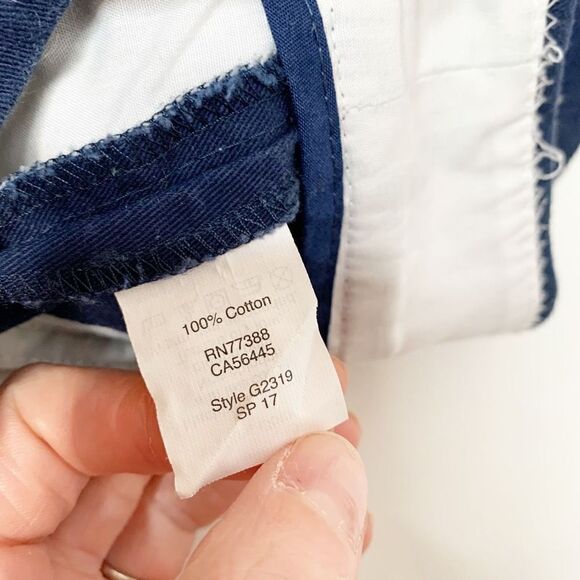 100% Cotton
RN77388
CA56445
Style G2319
SP 17